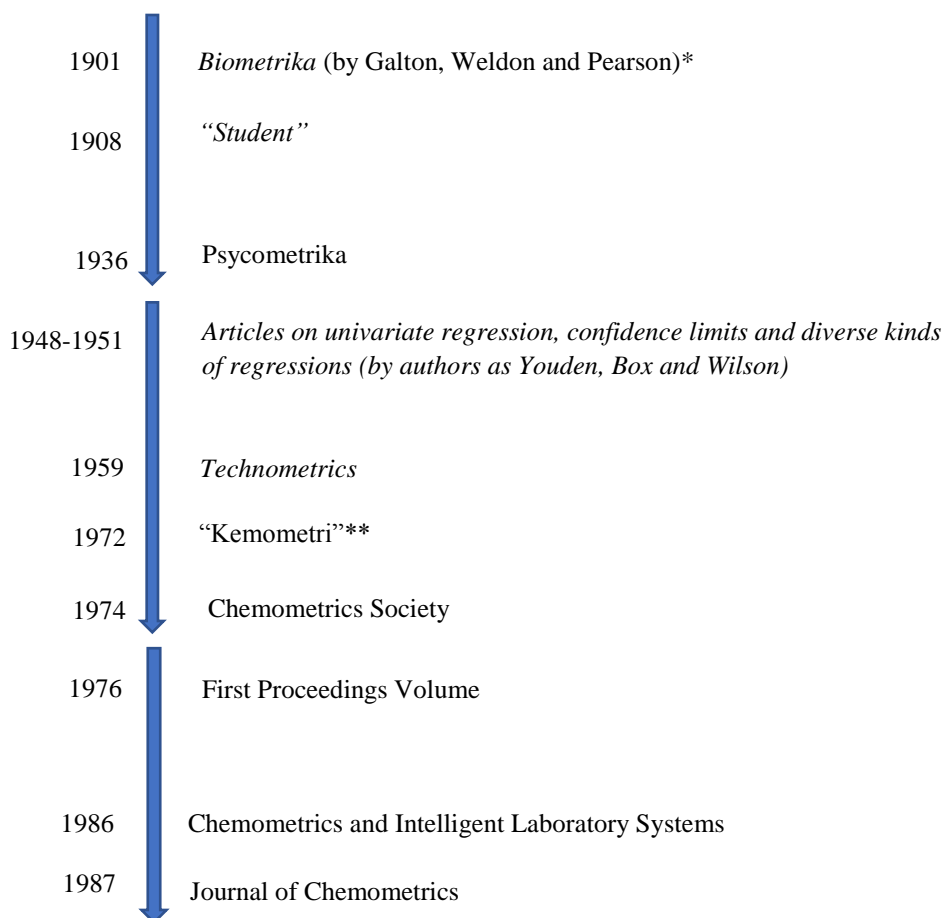 1901 Biometrika (by Galton, Weldon and Pearson)*
1908 “Student”
1936 Psycometrika
1948-1951 Articles on univariate regression, confidence limits and diverse kinds
of regressions (by authors as Youden, Box and Wilson)
1959 Technometrics
1972 “Kemometri”**
1974 Chemometrics Society
1976 First Proceedings Volume
1986 Chemometrics and Intelligent Laboratory Systems
1987 Journal of Chemometrics